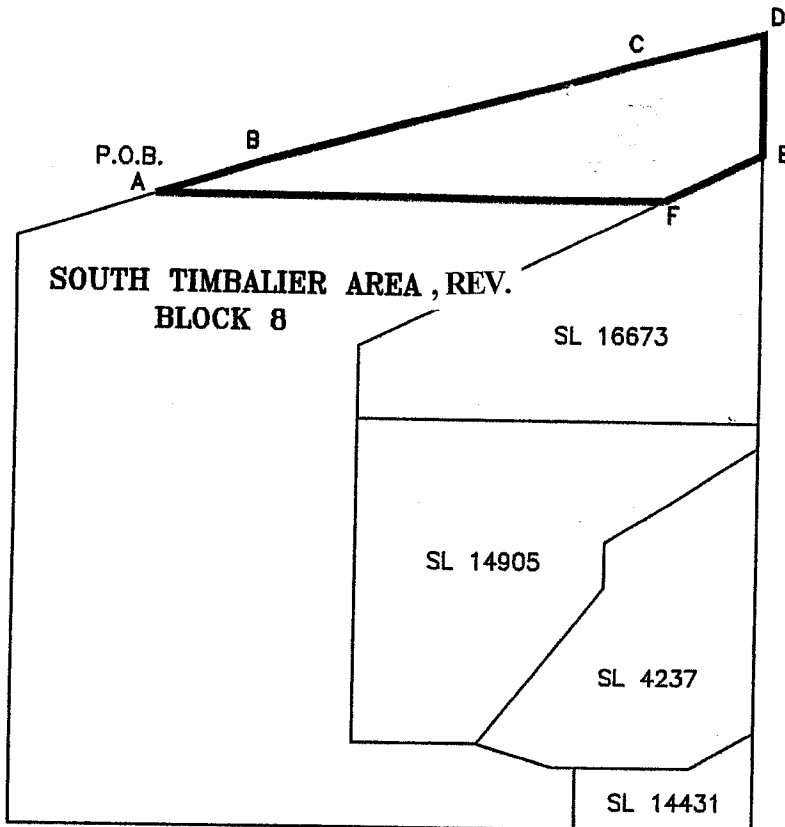 D
C
B
P.O.B.
A
E
F
SOUTH TIMBALIER AREA, REV.
BLOCK 8
SL 16673
SL 14905
SL 4237
SL 14431